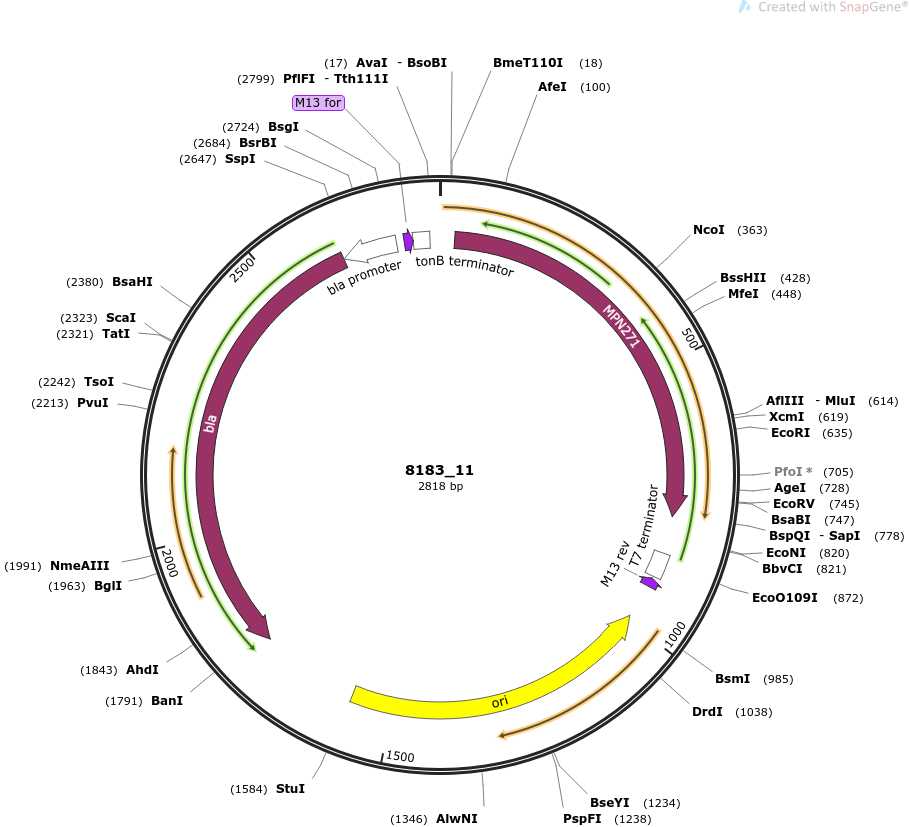 Created with SnapGene®
(17) AvaI - BsoBI
BmeT110I (18)
(2799) PflFI - Tth111I
AfeI (100)
M13 for
(2724) BsgI
(2684) BsrBI
(2647) SspI
NcoI (363)
tonB terminator
bla promoter
2500
BssHII (428)
(2380) BsaHI
MfeI (448)
MPN271
500
(2323) ScaI
(2321) TatI
(2242) TsoI
(2213) PvuI
AflIII - MluI (614)
XcmI (619)
EcoRI (635)
bla
8183_11
2818 bp
PfoI * (705)
AgeI (728)
EcoRV (745)
BsaBI (747)
BspQI - SapI (778)
EcoNI (820)
BbvCI (821)
T7 terminator
M13 rev
2000
(1991) NmeAIII
(1963) BglI
EcoO109I (872)
1000
(1843) AhdI
BsmI (985)
(1791) BanI
ori
DrdI (1038)
1500
(1584) StuI
BseYI (1234)
(1346) AlwNI
PspFI (1238)